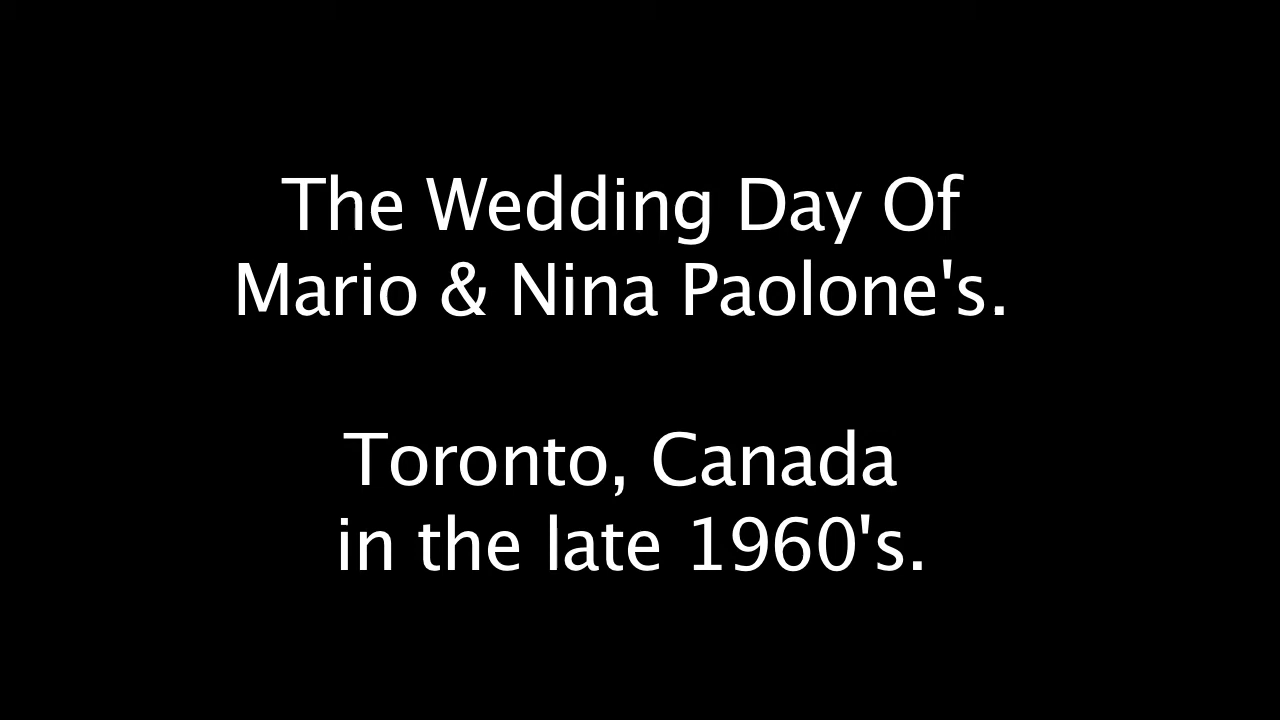 The Wedding Day Of
Mario & Nina Paolone's.
Toronto, Canada
in the late 1960's.